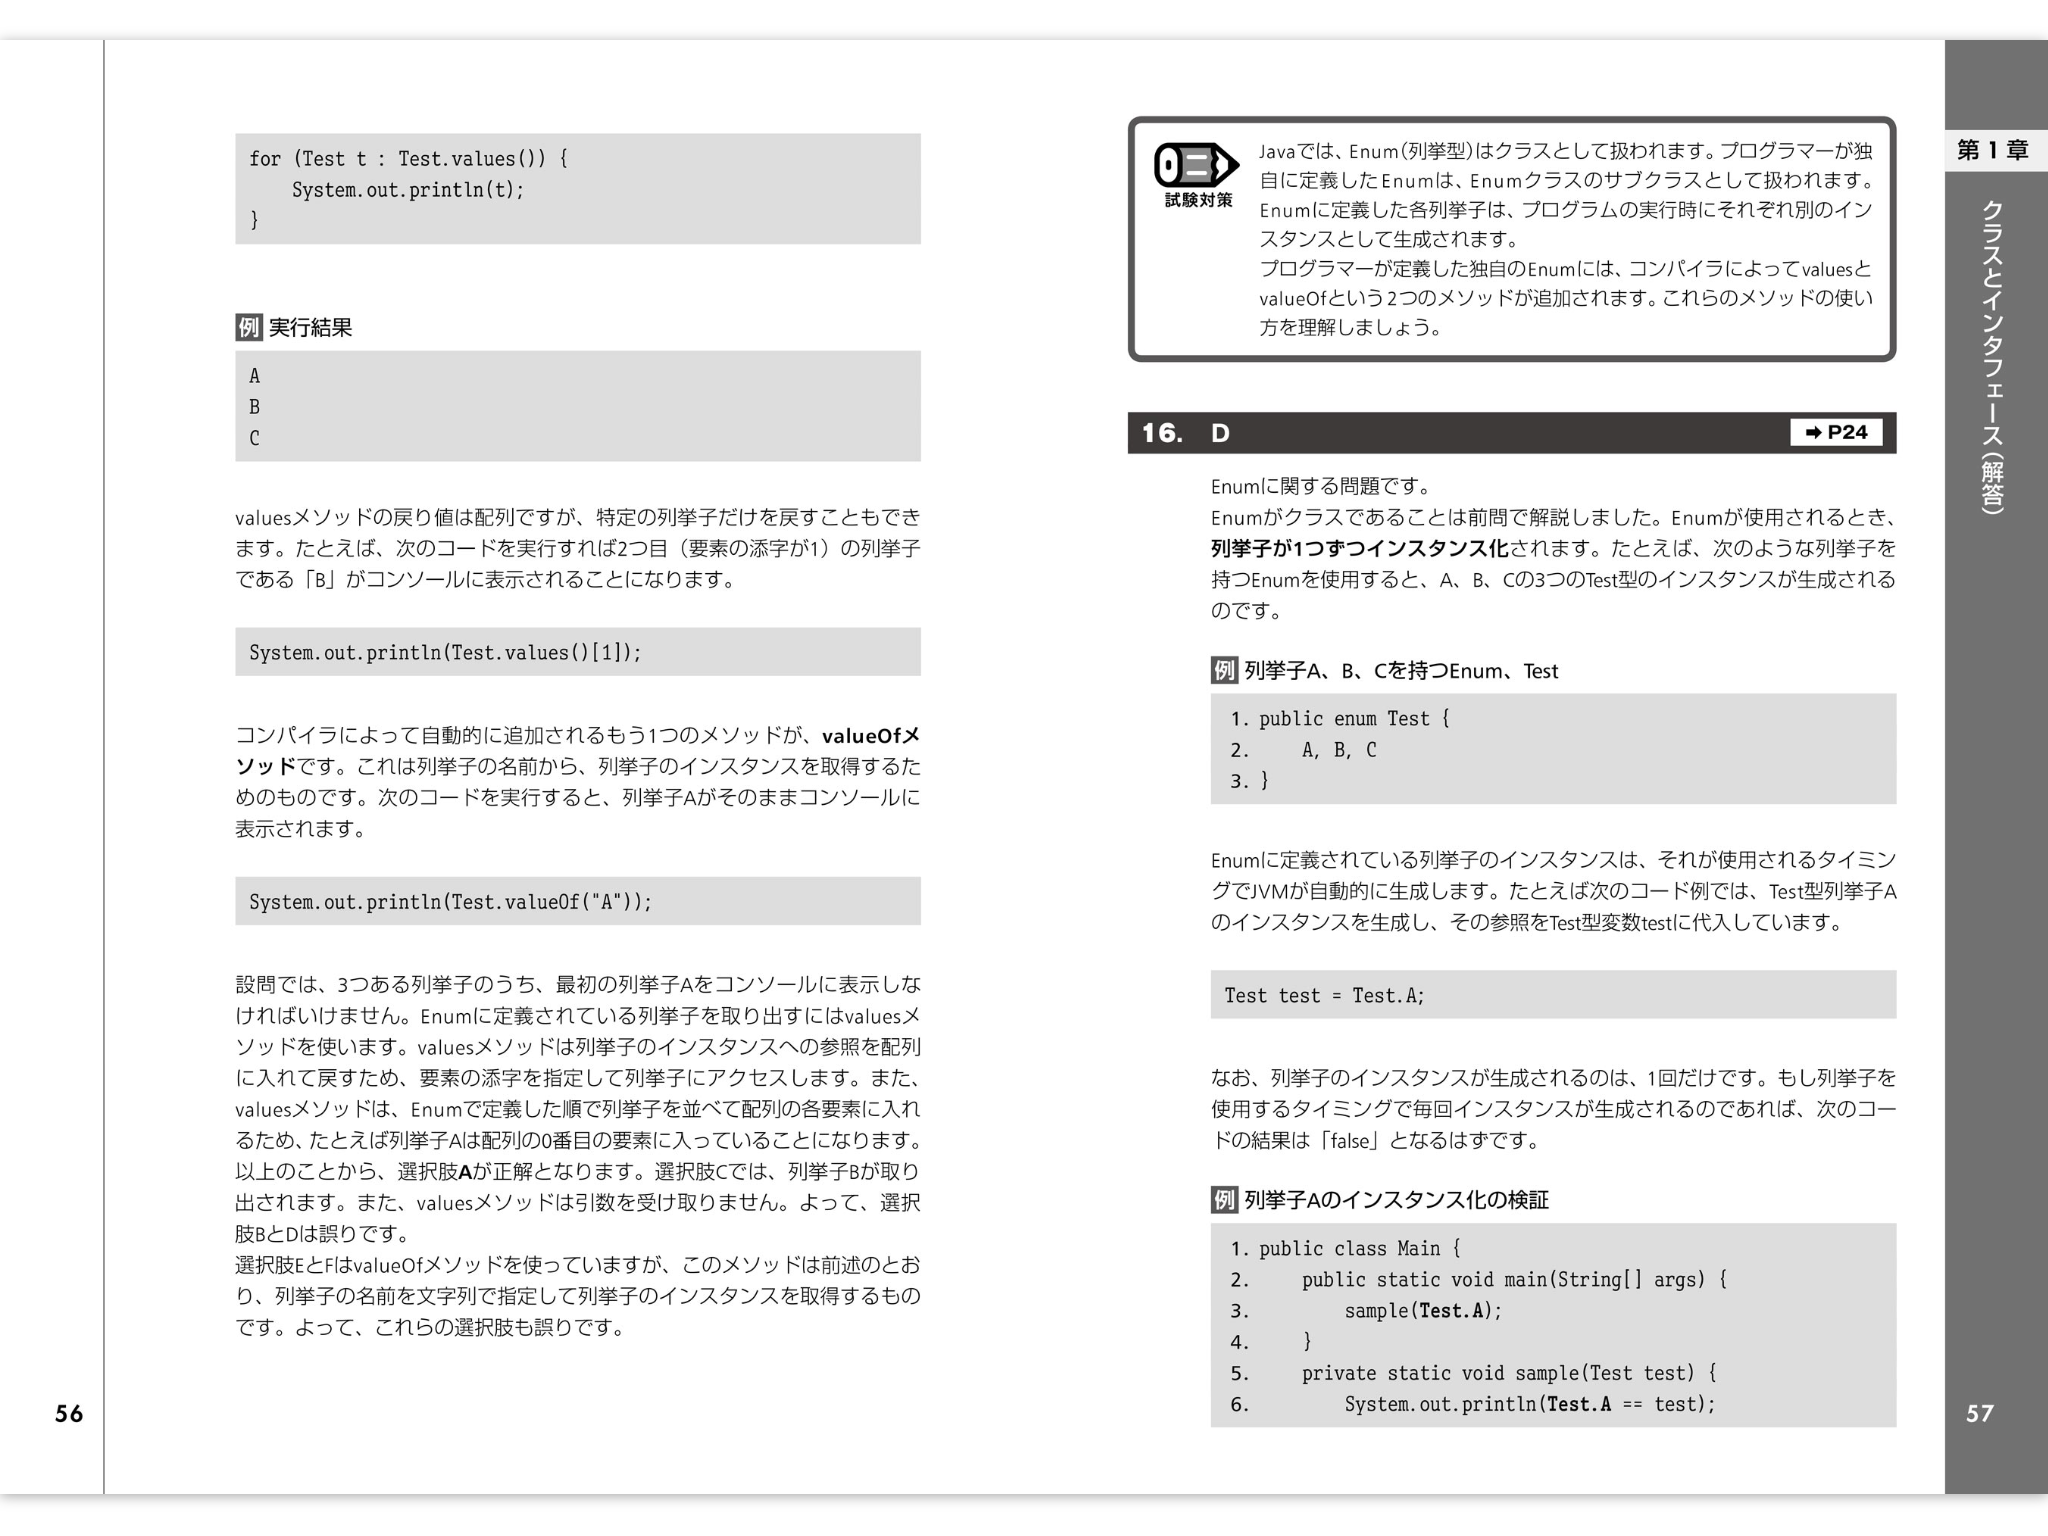 for (Test t : Test.values()) {
    System.out.println(t);
}
例 実行結果
A
B
C
valuesメソッドの戻り値は配列ですが、特定の列挙子だけを戻すこともでき
ます。たとえば、次のコードを実行すれば2つ目（要素の添字が1）の列挙子
である「B」がコンソールに表示されることになります。
System.out.println(Test.values()[1]);
コンパイラによって自動的に追加されるもう1つのメソッドが、valueOfメ
ソッドです。これは列挙子の名前から、列挙子のインスタンスを取得するた
めのものです。次のコードを実行すると、列挙子Aがそのままコンソールに
表示されます。
System.out.println(Test.valueOf("A"));
設問では、3つある列挙子のうち、最初の列挙子Aをコンソールに表示しな
ければいけません。Enumに定義されている列挙子を取り出すにはvaluesメ
ソッドを使います。valuesメソッドは列挙子のインスタンスへの参照を配列
に入れて戻すため、要素の添字を指定して列挙子にアクセスします。また、
valuesメソッドは、Enumで定義した順で列挙子を並べて配列の各要素に入れ
るため、たとえば列挙子Aは配列の0番目の要素に入っていることになります。
以上のことから、選択肢Aが正解となります。選択肢Cでは、列挙子Bが取り
出されます。また、valuesメソッドは引数を受け取りません。よって、選択
肢BとDは誤りです。
選択肢EとFはvalueOfメソッドを使っていますが、このメソッドは前述のとお
り、列挙子の名前を文字列で指定して列挙子のインスタンスを取得するもの
です。よって、これらの選択肢も誤りです。
56
試験対策
Javaでは、Enum（列挙型）はクラスとして扱われます。プログラマーが独
自に定義したEnumは、Enumクラスのサブクラスとして扱われます。
Enumに定義した各列挙子は、プログラムの実行時にそれぞれ別のイン
スタンスとして生成されます。
プログラマーが定義した独自のEnumには、コンパイラによってvaluesと
valueOfという2つのメソッドが追加されます。これらのメソッドの使い
方を理解しましょう。
16. D ➡ P24
Enumに関する問題です。
Enumがクラスであることは前問で解説しました。Enumが使用されるとき、
列挙子が1つずつインスタンス化されます。たとえば、次のような列挙子を
持つEnumを使用すると、A、B、Cの3つのTest型のインスタンスが生成される
のです。
例 列挙子A、B、Cを持つEnum、Test
1. public enum Test {
2.     A, B, C
3. }
Enumに定義されている列挙子のインスタンスは、それが使用されるタイミン
グでJVMが自動的に生成します。たとえば次のコード例では、Test型列挙子A
のインスタンスを生成し、その参照をTest型変数testに代入しています。
Test test = Test.A;
なお、列挙子のインスタンスが生成されるのは、1回だけです。もし列挙子を
使用するタイミングで毎回インスタンスが生成されるのであれば、次のコー
ドの結果は「false」となるはずです。
例 列挙子Aのインスタンス化の検証
1. public class Main {
2.     public static void main(String[] args) {
3.         sample(Test.A);
4.     }
5.     private static void sample(Test test) {
6.         System.out.println(Test.A == test);
第1章
クラスとインタフェース（解答）
57